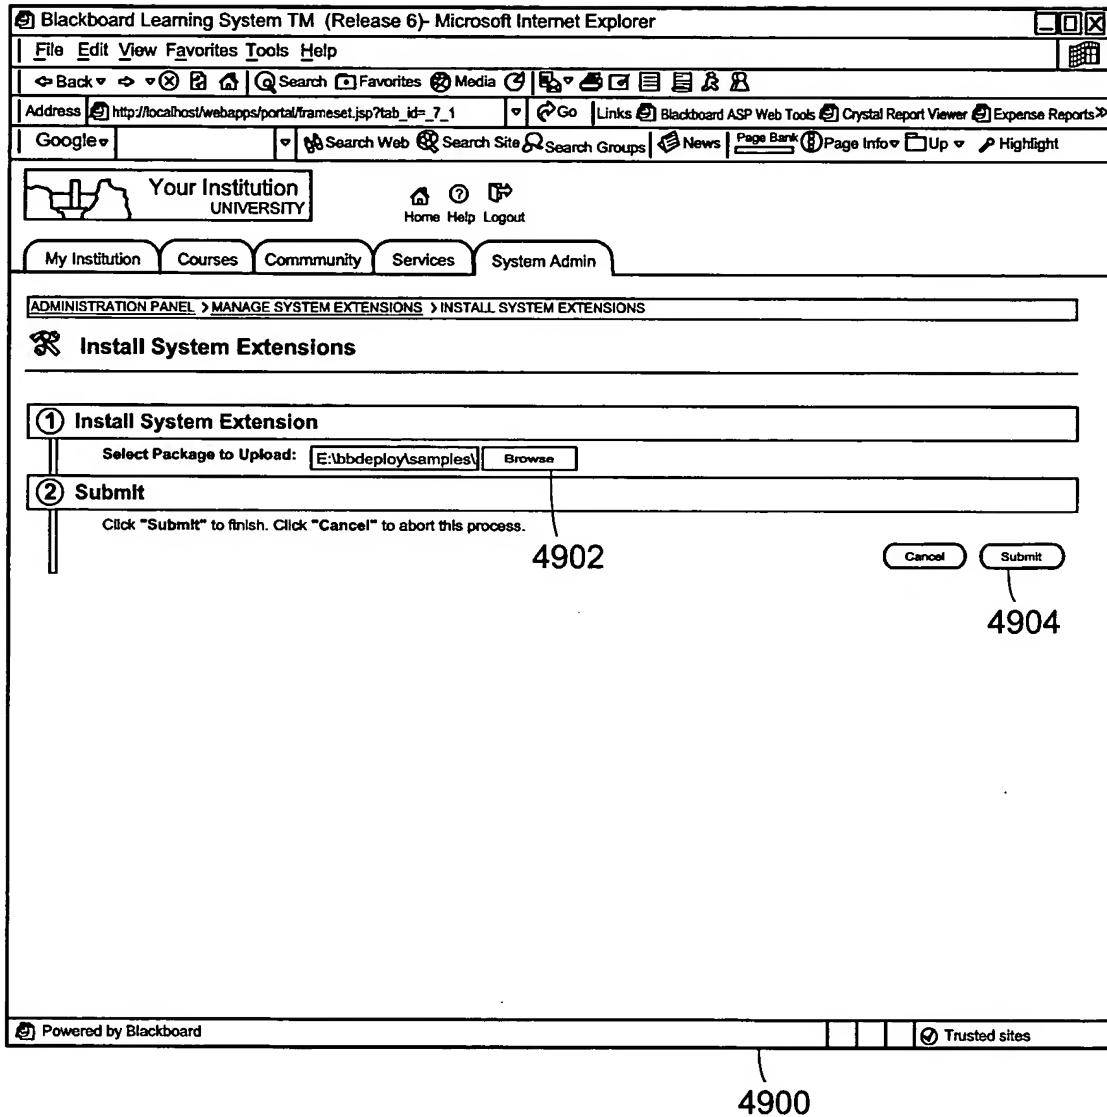 Blackboard Learning System TM (Release 6)- Microsoft Internet Explorer
File Edit View Favorites Tools Help
Back Search Favorites Media
Address http://localhost/webapps/portal/frameset.jsp?tab_id=_7_1 Go Links Blackboard ASP Web Tools Crystal Report Viewer Expense Reports»
Google Search Web Search Site Search Groups News Page Bank Page Info Up Highlight
Your Institution
UNIVERSITY
Home Help Logout
My Institution Courses Commmunity Services System Admin
ADMINISTRATION PANEL > MANAGE SYSTEM EXTENSIONS > INSTALL SYSTEM EXTENSIONS
Install System Extensions
1 Install System Extension
Select Package to Upload: E:\bbdeploy\samples\ Browse
2 Submit
Click "Submit" to finish. Click "Cancel" to abort this process.
4902
Cancel Submit
4904
Powered by Blackboard Trusted sites
4900